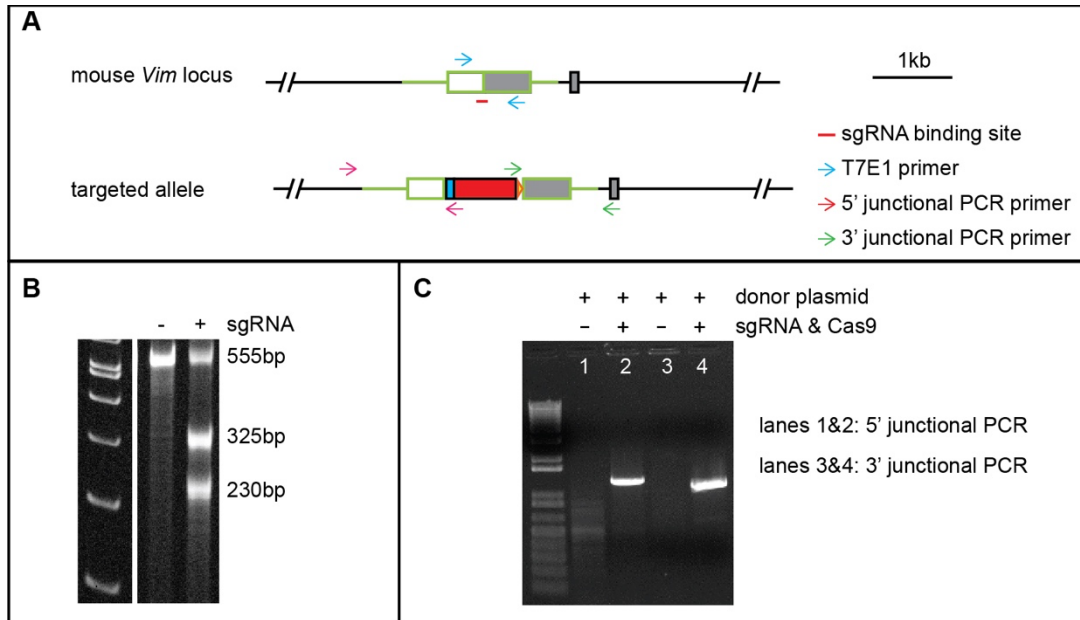 A
mouse Vim locus
1kb
sgRNA binding site
T7E1 primer
targeted allele
5' junctional PCR primer
3' junctional PCR primer
B
- + sgRNA
555bp
325bp
230bp
C
+ + + + donor plasmid
− + − + sgRNA & Cas9
1 2 3 4
lanes 1&2: 5' junctional PCR
lanes 3&4: 3' junctional PCR